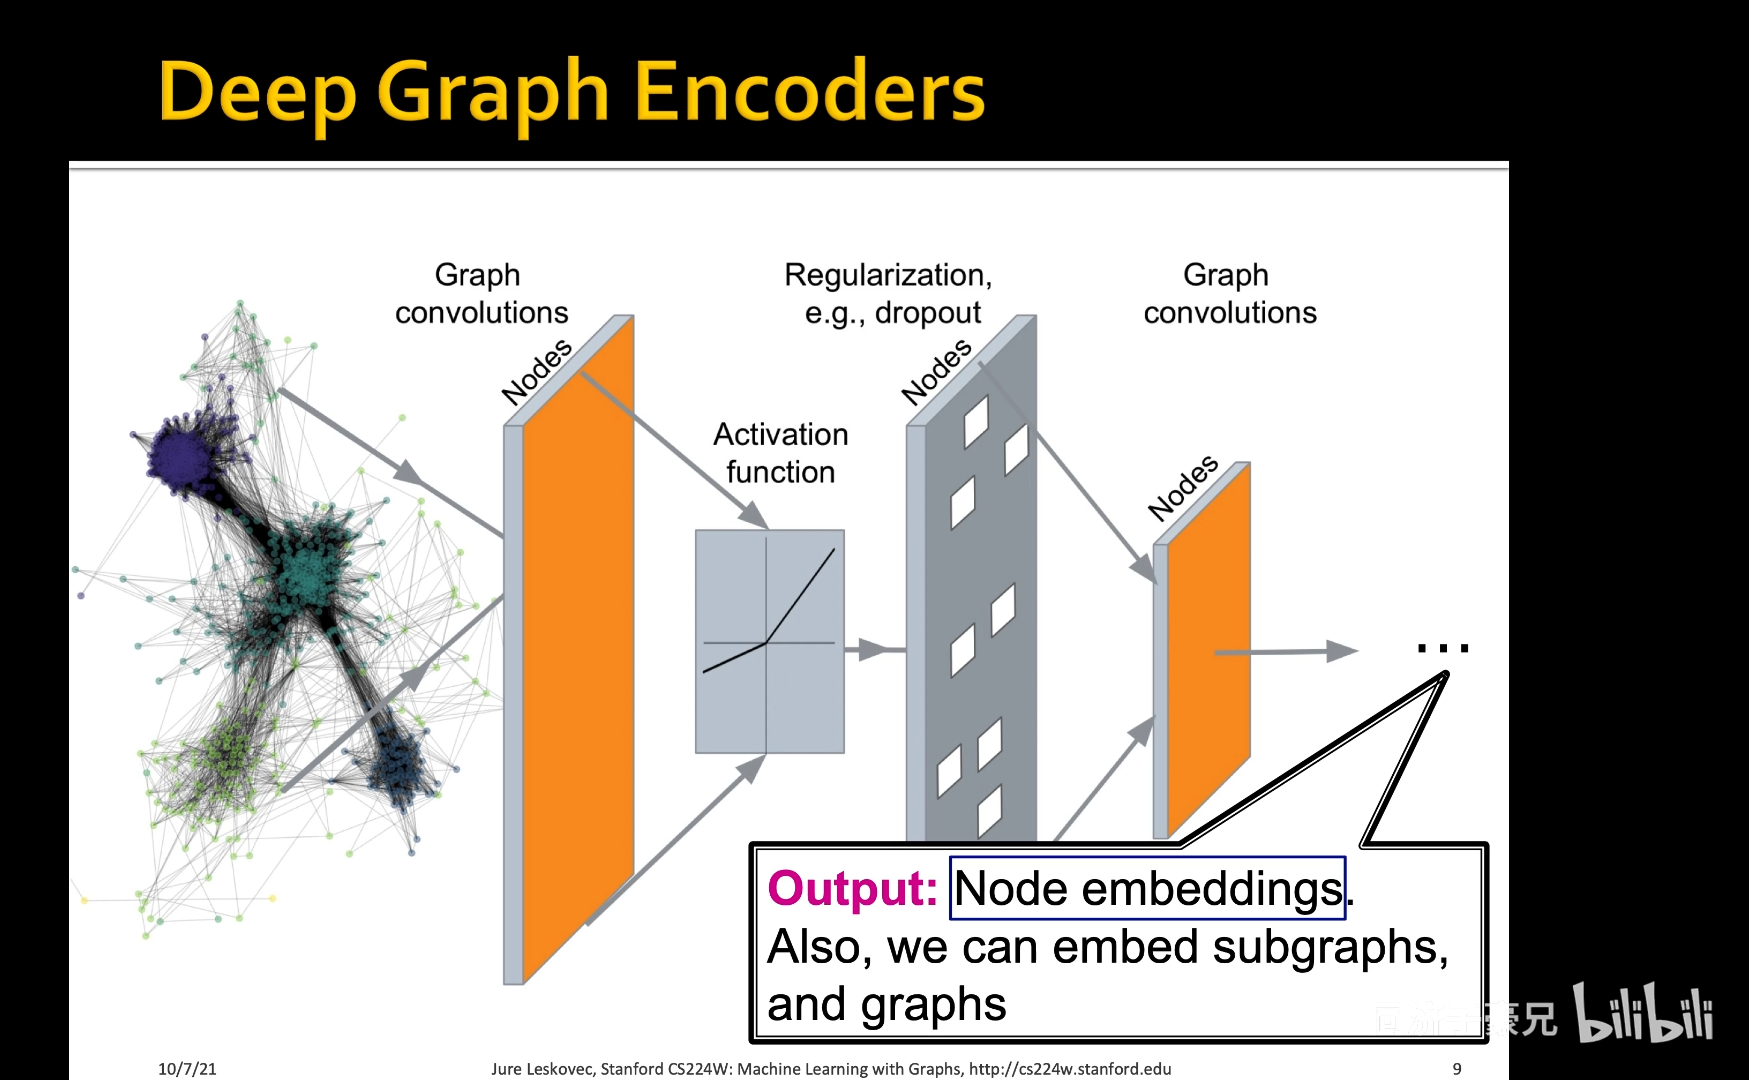 Deep Graph Encoders
Graph
convolutions
Regularization,
e.g., dropout
Graph
convolutions
Nodes
Nodes
Activation
function
Nodes
...
Output: Node embeddings.
Also, we can embed subgraphs,
and graphs
豪兄
bilibili
10/7/21
Jure Leskovec, Stanford CS224W: Machine Learning with Graphs, http://cs224w.stanford.edu
9